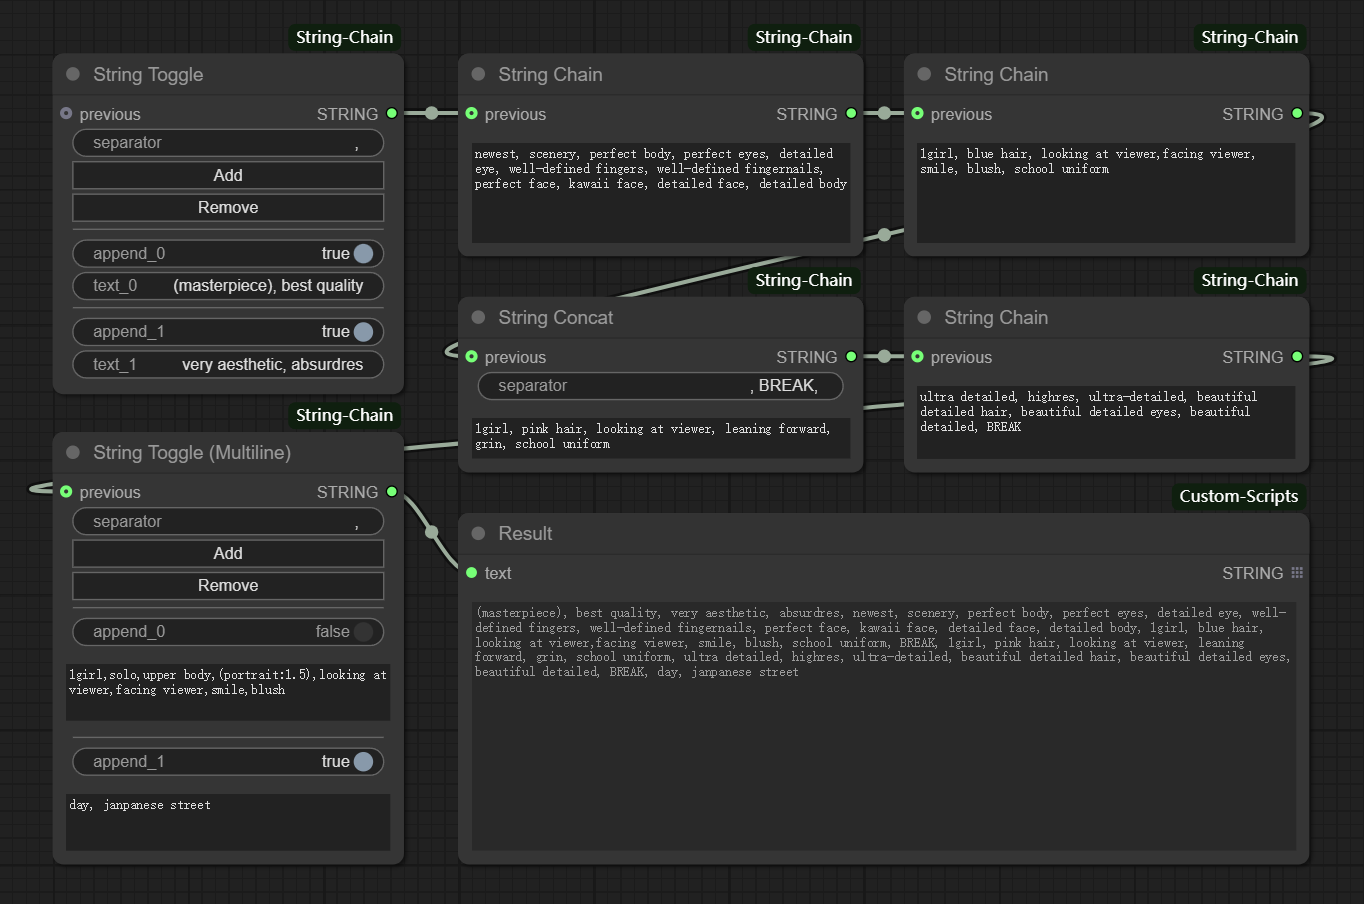 String-Chain
String Toggle
previous STRING
separator ,
Add
Remove
append_0 true
text_0 (masterpiece), best quality
append_1 true
text_1 very aesthetic, absurdres
String-Chain
String Chain
previous STRING
newest, scenery, perfect body, perfect eyes, detailed
eye, well-defined fingers, well-defined fingernails,
perfect face, kawaii face, detailed face, detailed body
String-Chain
String Chain
previous STRING
1girl, blue hair, looking at viewer,facing viewer,
smile, blush, school uniform
String-Chain
String Concat
previous STRING
separator , BREAK,
1girl, pink hair, looking at viewer, leaning forward,
grin, school uniform
String-Chain
String Chain
previous STRING
ultra detailed, highres, ultra-detailed, beautiful
detailed hair, beautiful detailed eyes, beautiful
detailed, BREAK
String-Chain
String Toggle (Multiline)
previous STRING
separator ,
Add
Remove
append_0 false
1girl,solo,upper body,(portrait:1.5),looking at
viewer,facing viewer,smile,blush
append_1 true
day, janpanese street
Custom-Scripts
Result
text STRING
(masterpiece), best quality, very aesthetic, absurdres, newest, scenery, perfect body, perfect eyes, detailed eye, well-
defined fingers, well-defined fingernails, perfect face, kawaii face, detailed face, detailed body, 1girl, blue hair,
looking at viewer,facing viewer, smile, blush, school uniform, BREAK, 1girl, pink hair, looking at viewer, leaning
forward, grin, school uniform, ultra detailed, highres, ultra-detailed, beautiful detailed hair, beautiful detailed eyes,
beautiful detailed, BREAK, day, janpanese street